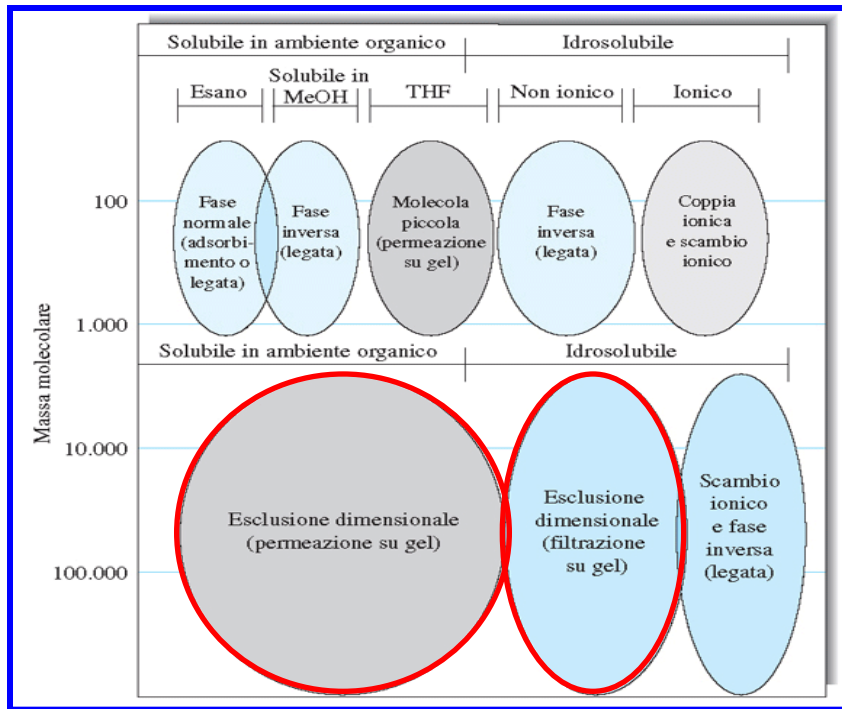 Solubile in ambiente organico
Idrosolubile
Esano
Solubile in
MeOH
THF
Non ionico
Ionico
100
Fase
normale
(adsorbi-
mento o
legata)
Fase
inversa
(legata)
Molecola
piccola
(permeazione
su gel)
Fase
inversa
(legata)
Coppia
ionica
e scambio
ionico
1.000
Solubile in ambiente organico
Idrosolubile
Massa molecolare
10.000
Esclusione dimensionale
(permeazione su gel)
Esclusione
dimensionale
(filtrazione
su gel)
Scambio
ionico
e fase
inversa
(legata)
100.000